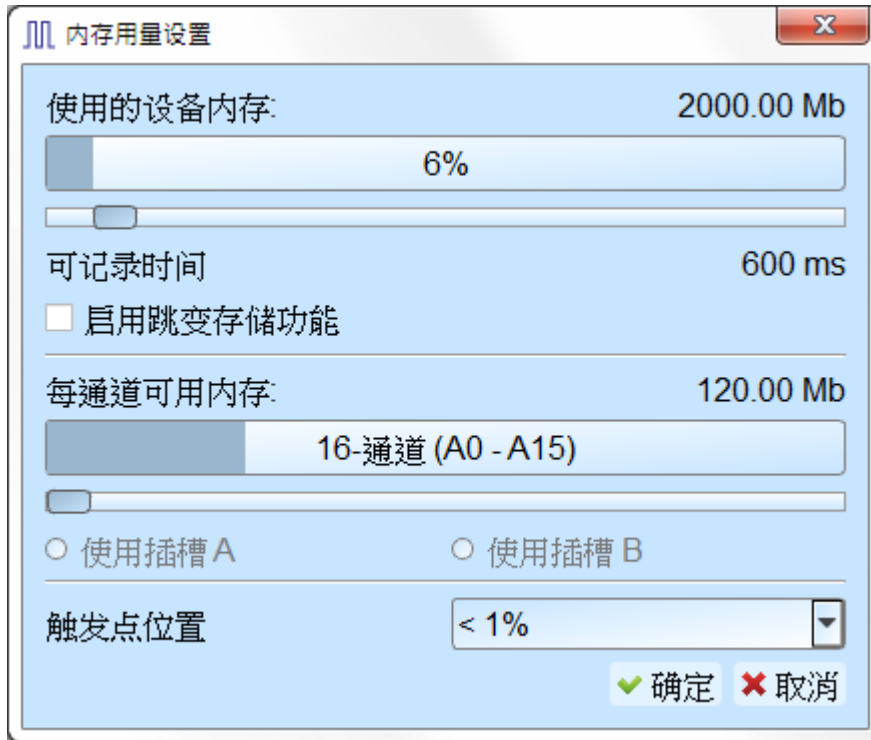 内存用量设置
使用的设备内存: 2000.00 Mb
6%
可记录时间 600 ms
启用跳变存储功能
每通道可用内存: 120.00 Mb
16-通道 (A0 - A15)
使用插槽 A 使用插槽 B
触发点位置 < 1%
确定 取消